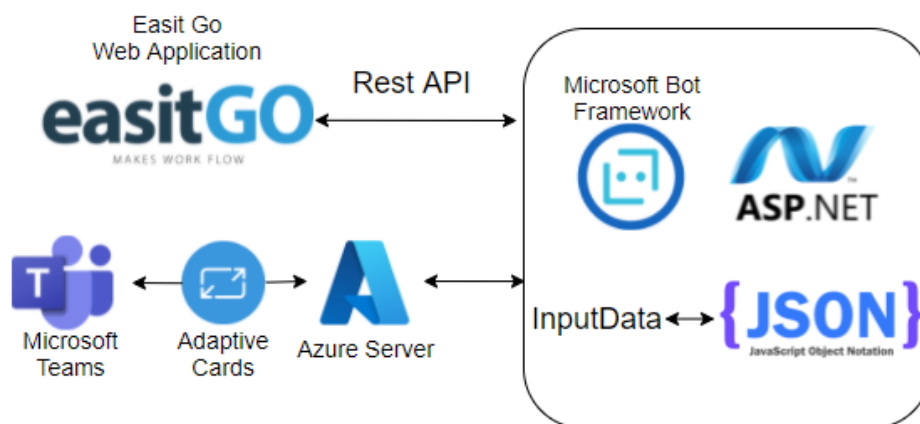 Easit Go
Web Application
easitGO
MAKES WORK FLOW
Rest API
Microsoft Bot
Framework
ASP.NET
T
Microsoft
Teams
Adaptive
Cards
Azure Server
InputData
{JSON}
JavaScript Object Notation